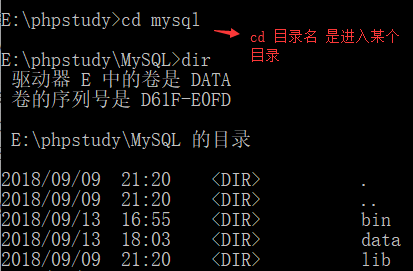 E:\phpstudy>cd mysql
cd 目录名 是进入某个
目录
E:\phpstudy\MySQL>dir
驱动器 E 中的卷是 DATA
卷的序列号是 D61F-E0FD
E:\phpstudy\MySQL 的目录
2018/09/09 21:20 <DIR> .
2018/09/09 21:20 <DIR> ..
2018/09/13 16:55 <DIR> bin
2018/09/13 18:03 <DIR> data
2018/09/09 21:20 <DIR> lib